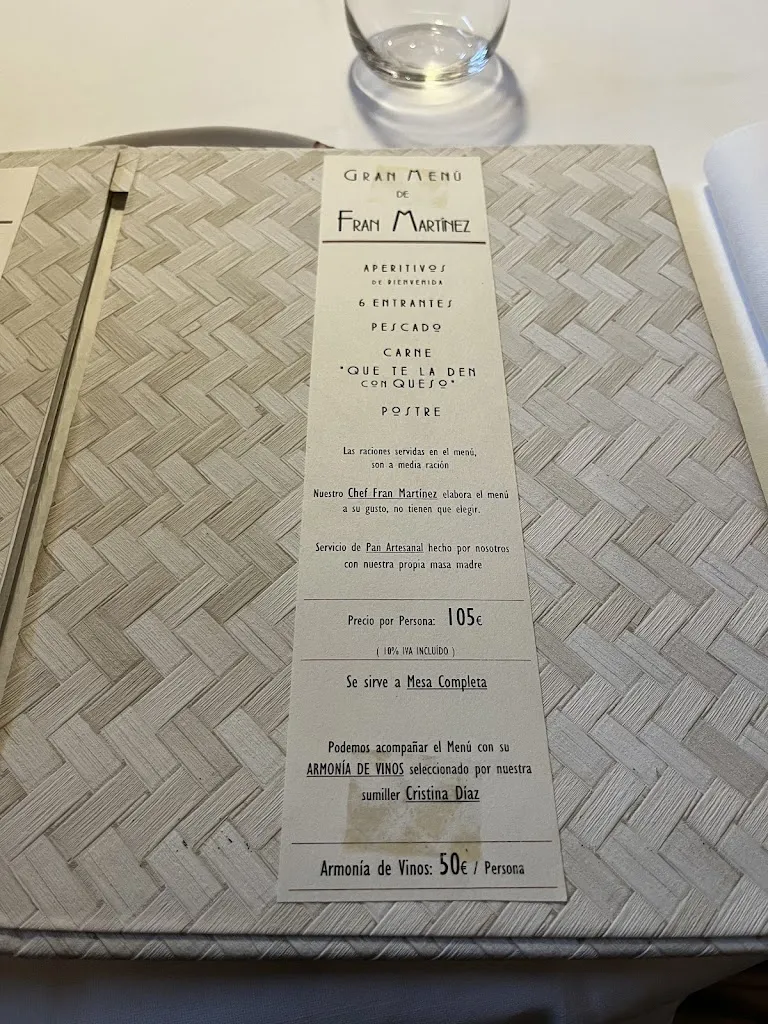 GRAN MENÚ
DE
FRAN MARTÍNEZ
APERITIVOS
DE BIENVENIDA
6 ENTRANTES
PESCADO
CARNE
"QUE TE LA DEN
CON QUESO"
POSTRE
Las raciones servidas en el menú,
son a media ración
Nuestro Chef Fran Martínez elabora el menú
a su gusto, no tienen que elegir.
Servicio de Pan Artesanal hecho por nosotros
con nuestra propia masa madre
Precio por Persona: 105€
( 10% IVA INCLUÍDO )
Se sirve a Mesa Completa
Podemos acompañar el Menú con su
ARMONÍA DE VINOS seleccionado por nuestra
sumiller Cristina Díaz
Armonía de Vinos: 50€ / Persona